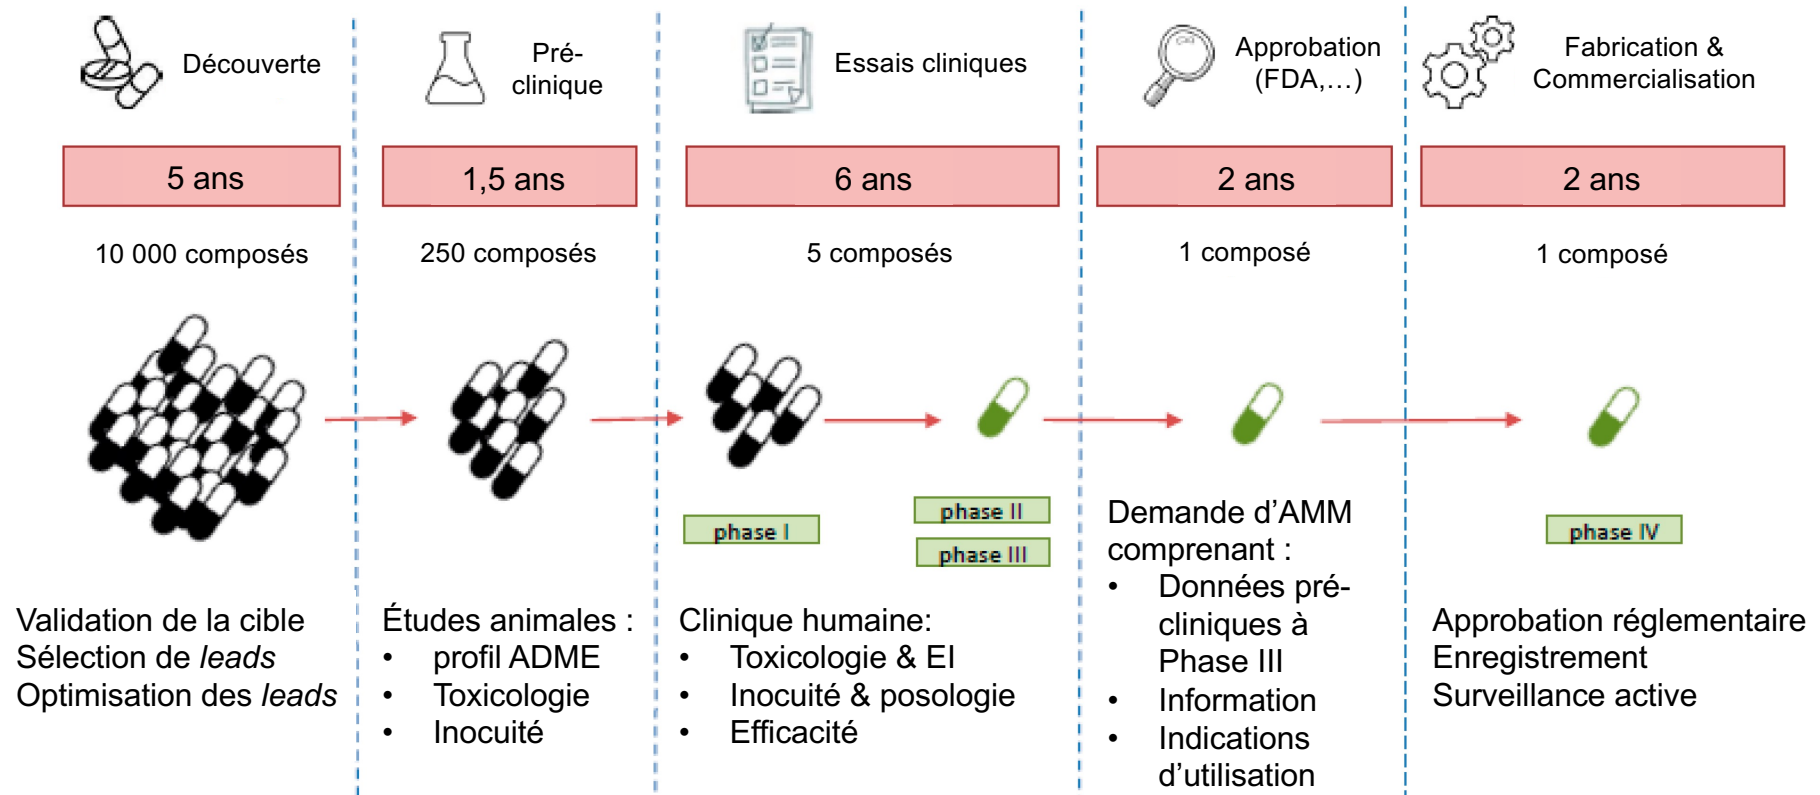 Découverte
5 ans
10 000 composés
Validation de la cible
Sélection de leads
Optimisation des leads
Pré-
clinique
1,5 ans
250 composés
Études animales :
• profil ADME
• Toxicologie
• Inocuité
Essais cliniques
6 ans
5 composés
phase I
phase II
phase III
Clinique humaine:
• Toxicologie & EI
• Inocuité & posologie
• Efficacité
Approbation
(FDA,…)
2 ans
1 composé
Demande d’AMM
comprenant :
• Données pré-
cliniques à
Phase III
• Information
• Indications
d’utilisation
Fabrication &
Commercialisation
2 ans
1 composé
phase IV
Approbation réglementaire
Enregistrement
Surveillance active